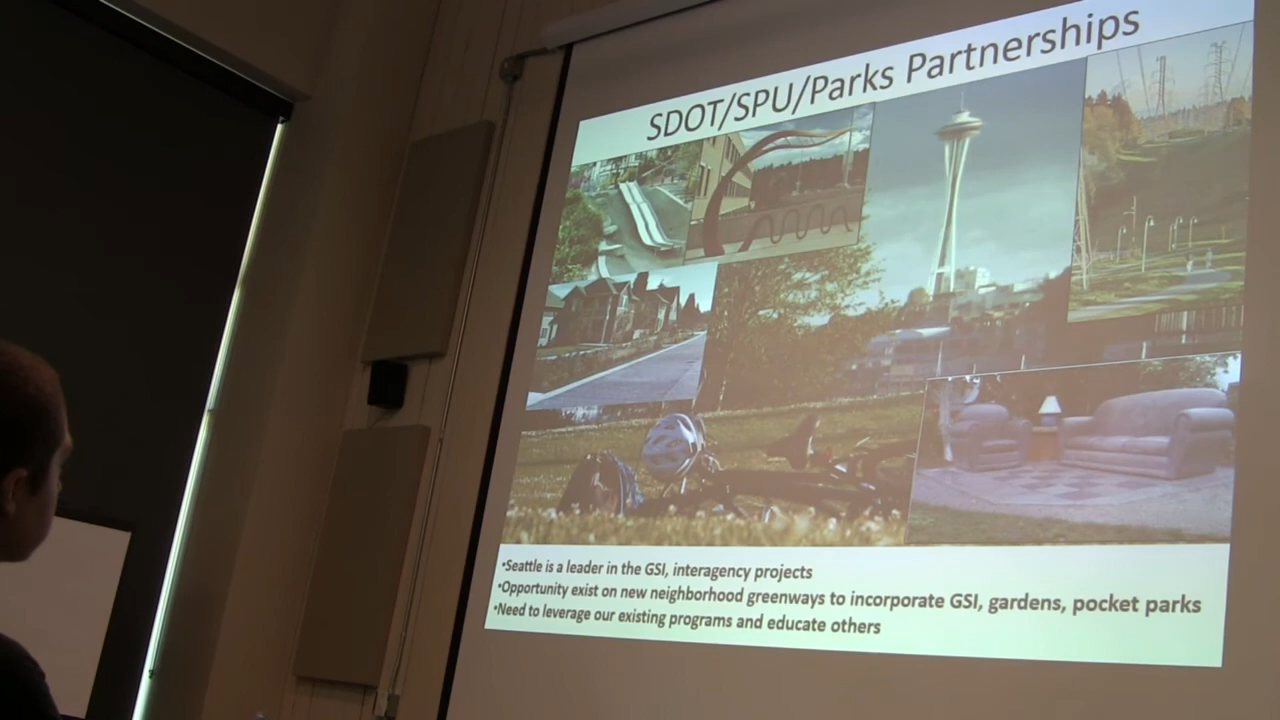 SDOT/SPU/Parks Partnerships
•Seattle is a leader in the GSI, interagency projects
•Opportunity exist on new neighborhood greenways to incorporate GSI, gardens, pocket parks
•Need to leverage our existing programs and educate others